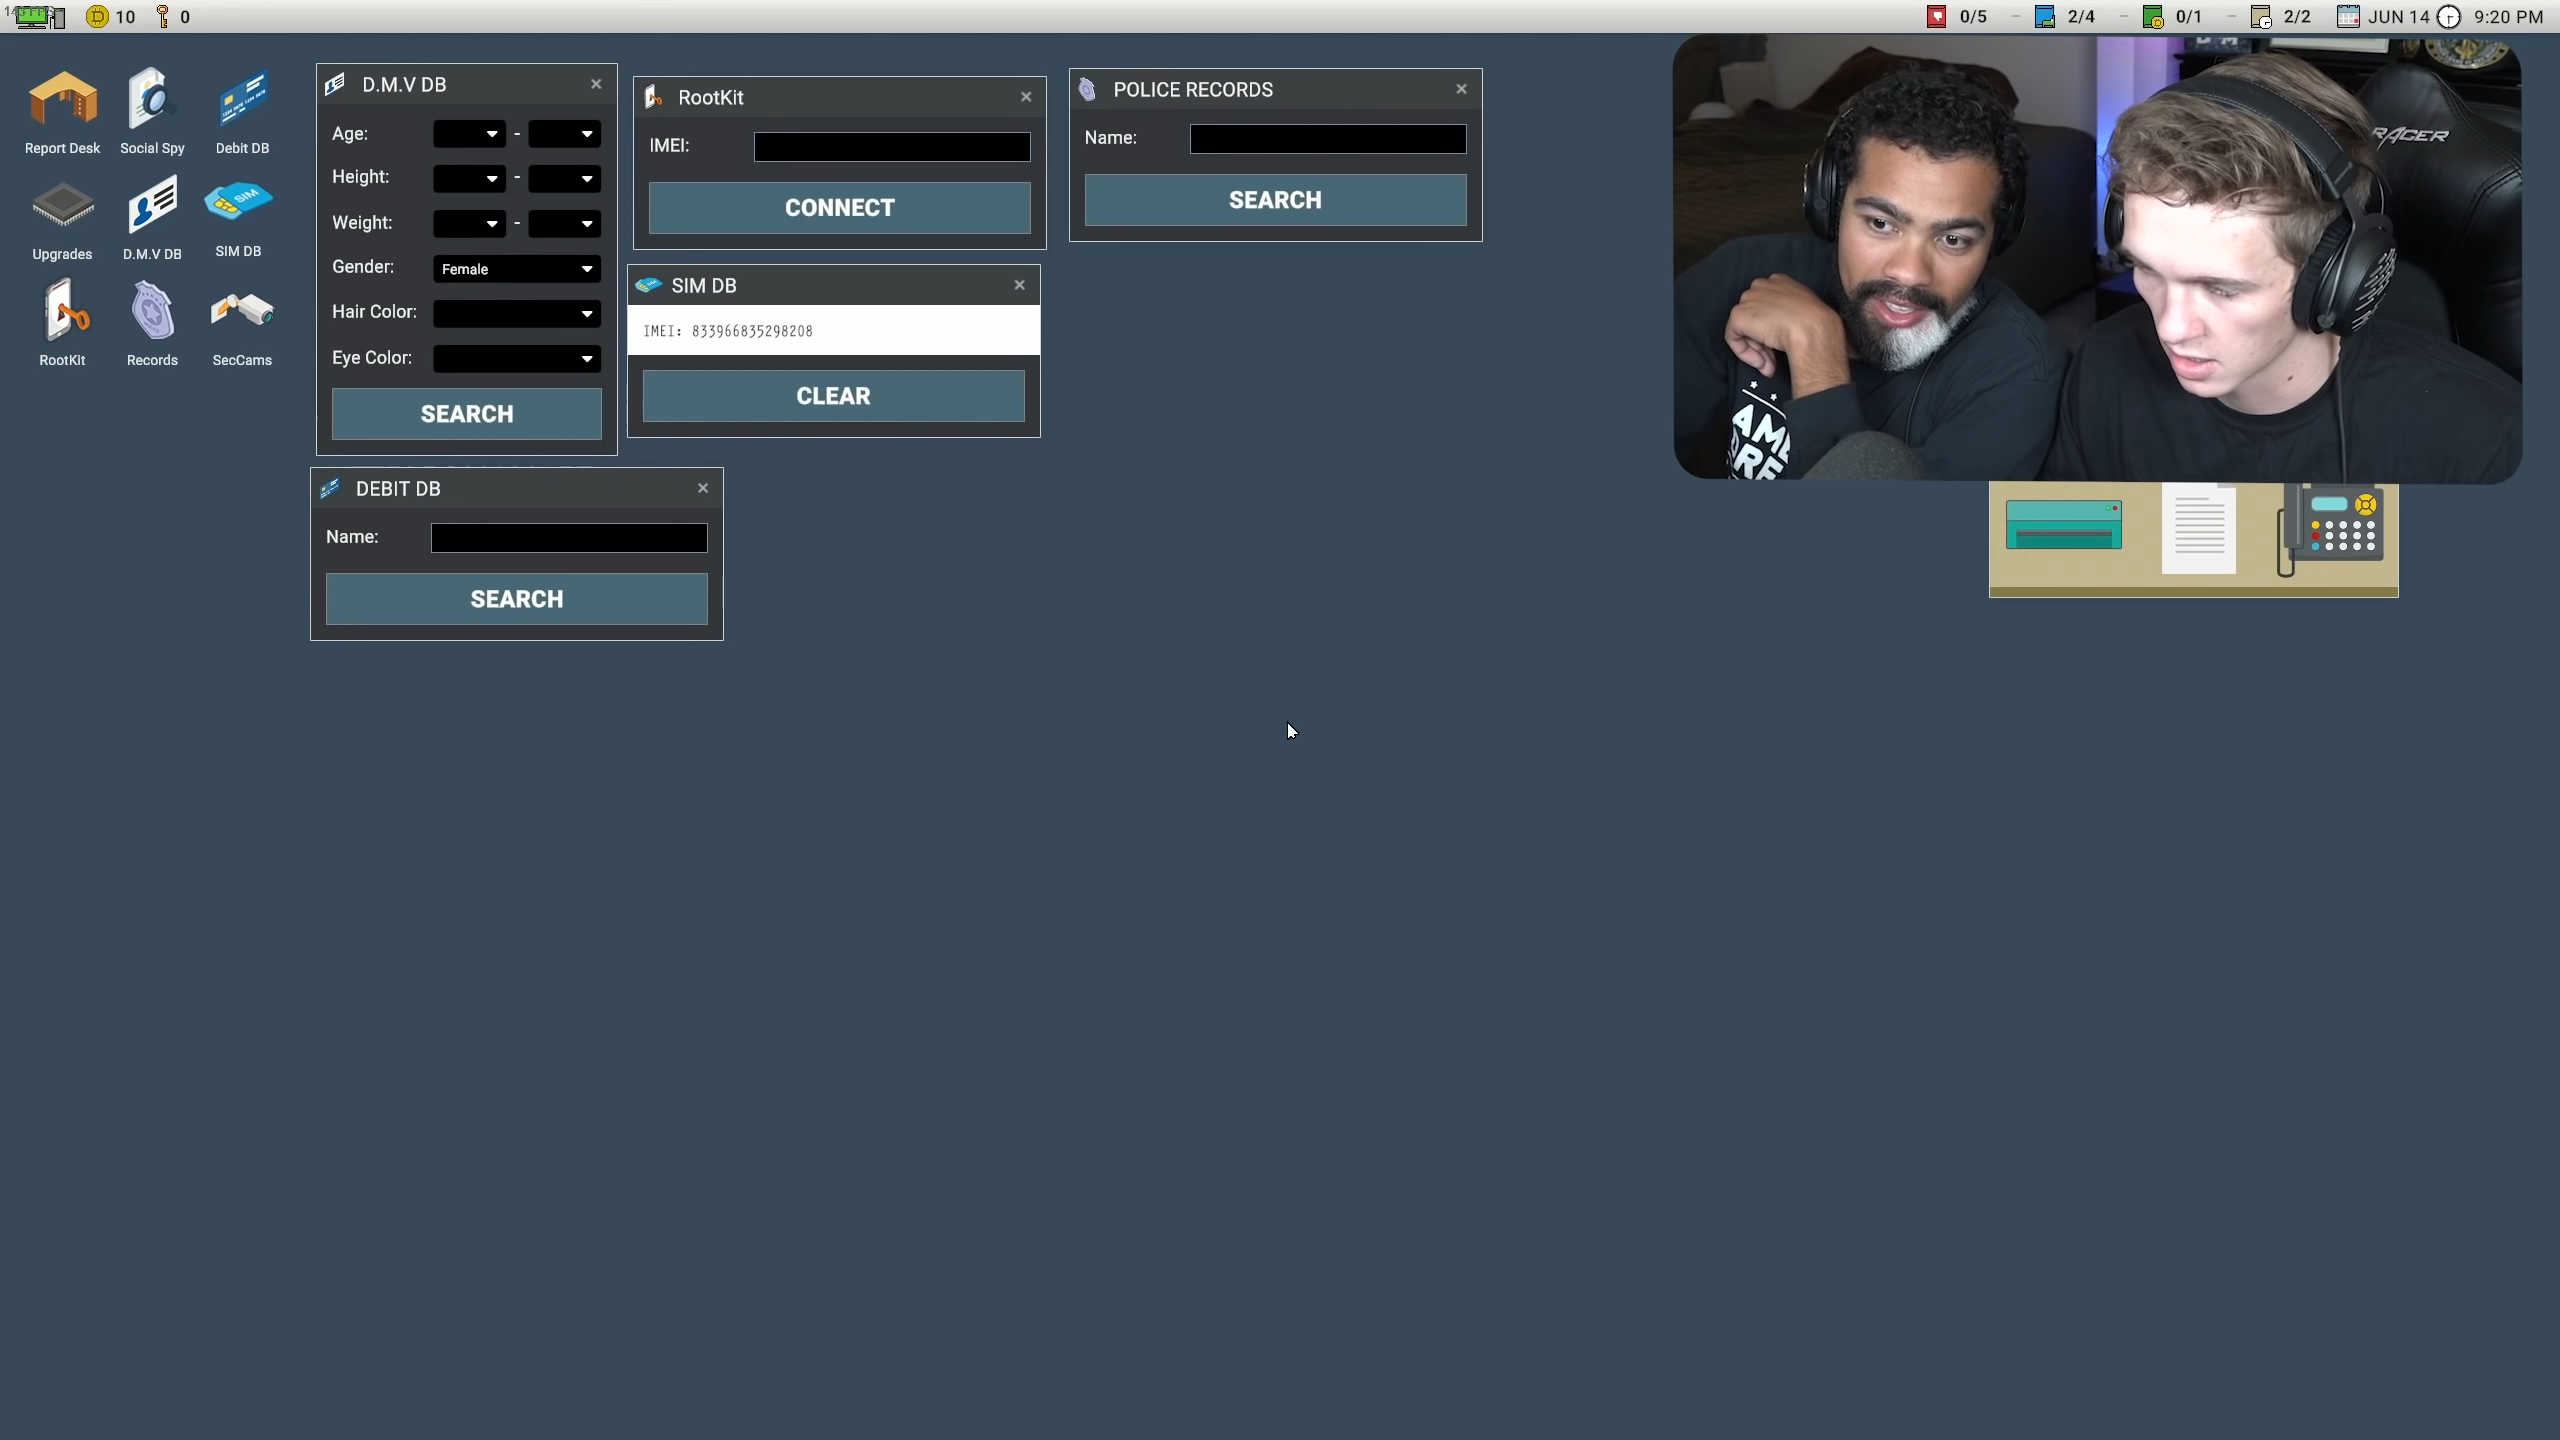 10
0
0/5
2/4
0/1
2/2
JUN 14
9:20 PM
Report Desk
Social Spy
Debit DB
Upgrades
D.M.V DB
SIM DB
RootKit
Records
SecCams
D.M.V DB
Age:
-
Height:
-
Weight:
-
Gender:
Female
Hair Color:
Eye Color:
SEARCH
RootKit
IMEI:
CONNECT
POLICE RECORDS
Name:
SEARCH
SIM DB
IMEI: 833966835298208
CLEAR
DEBIT DB
Name:
SEARCH
RACER